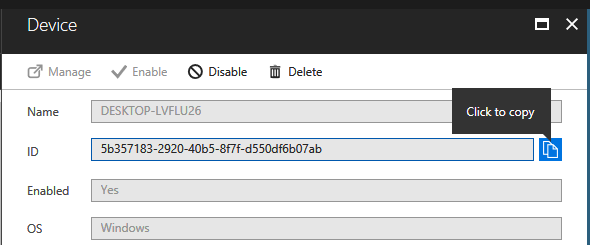 Device
Manage Enable Disable Delete
Name DESKTOP-LVFLU26
Click to copy
ID 5b357183-2920-40b5-8f7f-d550df6b07ab
Enabled Yes
OS Windows